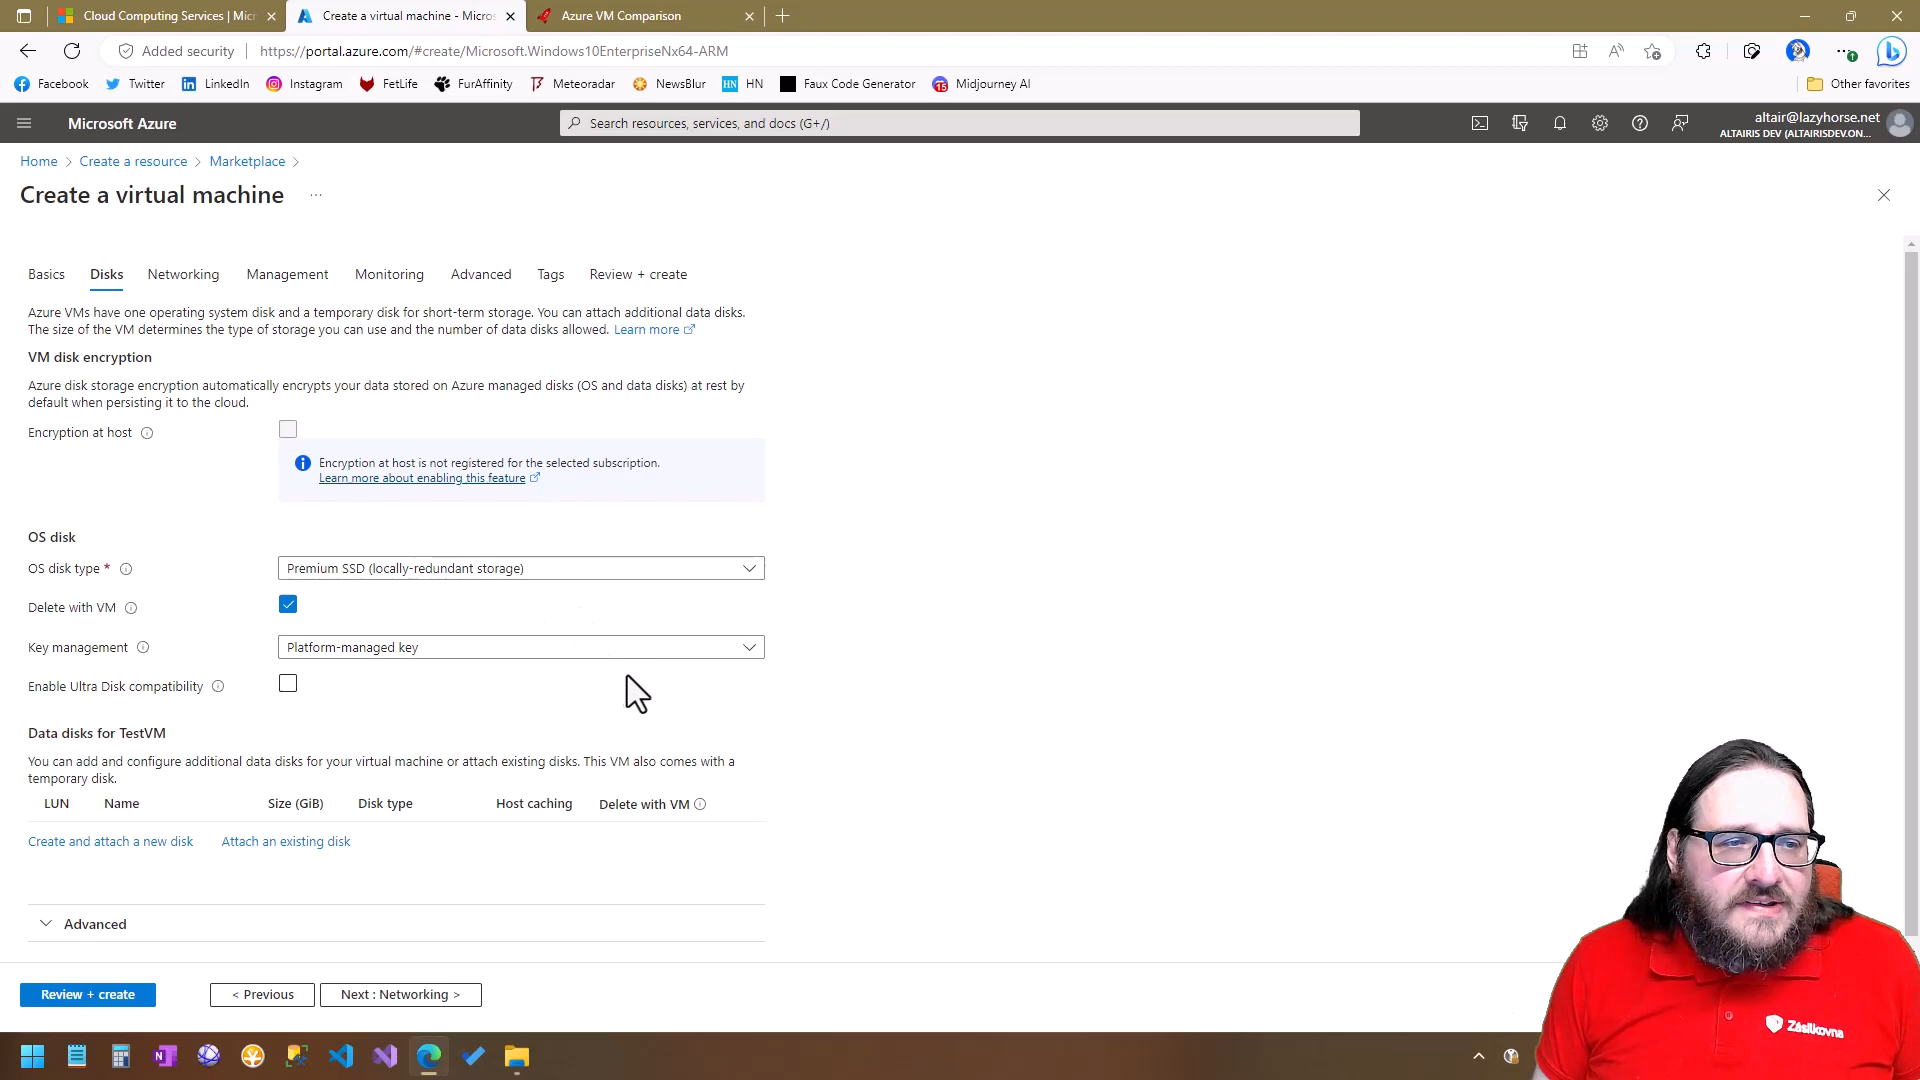 Cloud Computing Services | Micr
Create a virtual machine - Micros
Azure VM Comparison
Added security
https://portal.azure.com/#create/Microsoft.Windows10EnterpriseNx64-ARM
Facebook
Twitter
LinkedIn
Instagram
FetLife
FurAffinity
Meteoradar
NewsBlur
HN
HN
Faux Code Generator
15
Midjourney AI
Other favorites
Microsoft Azure
Search resources, services, and docs (G+/)
altair@lazyhorse.net
ALTAIRIS DEV (ALTAIRISDEV.ON...
Home > Create a resource > Marketplace >
Create a virtual machine ...
Basics
Disks
Networking
Management
Monitoring
Advanced
Tags
Review + create
Azure VMs have one operating system disk and a temporary disk for short-term storage. You can attach additional data disks.
The size of the VM determines the type of storage you can use and the number of data disks allowed. Learn more
VM disk encryption
Azure disk storage encryption automatically encrypts your data stored on Azure managed disks (OS and data disks) at rest by
default when persisting it to the cloud.
Encryption at host
Encryption at host is not registered for the selected subscription.
Learn more about enabling this feature
OS disk
OS disk type *
Premium SSD (locally-redundant storage)
Delete with VM
Key management
Platform-managed key
Enable Ultra Disk compatibility
Data disks for TestVM
You can add and configure additional data disks for your virtual machine or attach existing disks. This VM also comes with a
temporary disk.
LUN
Name
Size (GiB)
Disk type
Host caching
Delete with VM
Create and attach a new disk
Attach an existing disk
Advanced
Review + create
< Previous
Next : Networking >
Zásilkovna